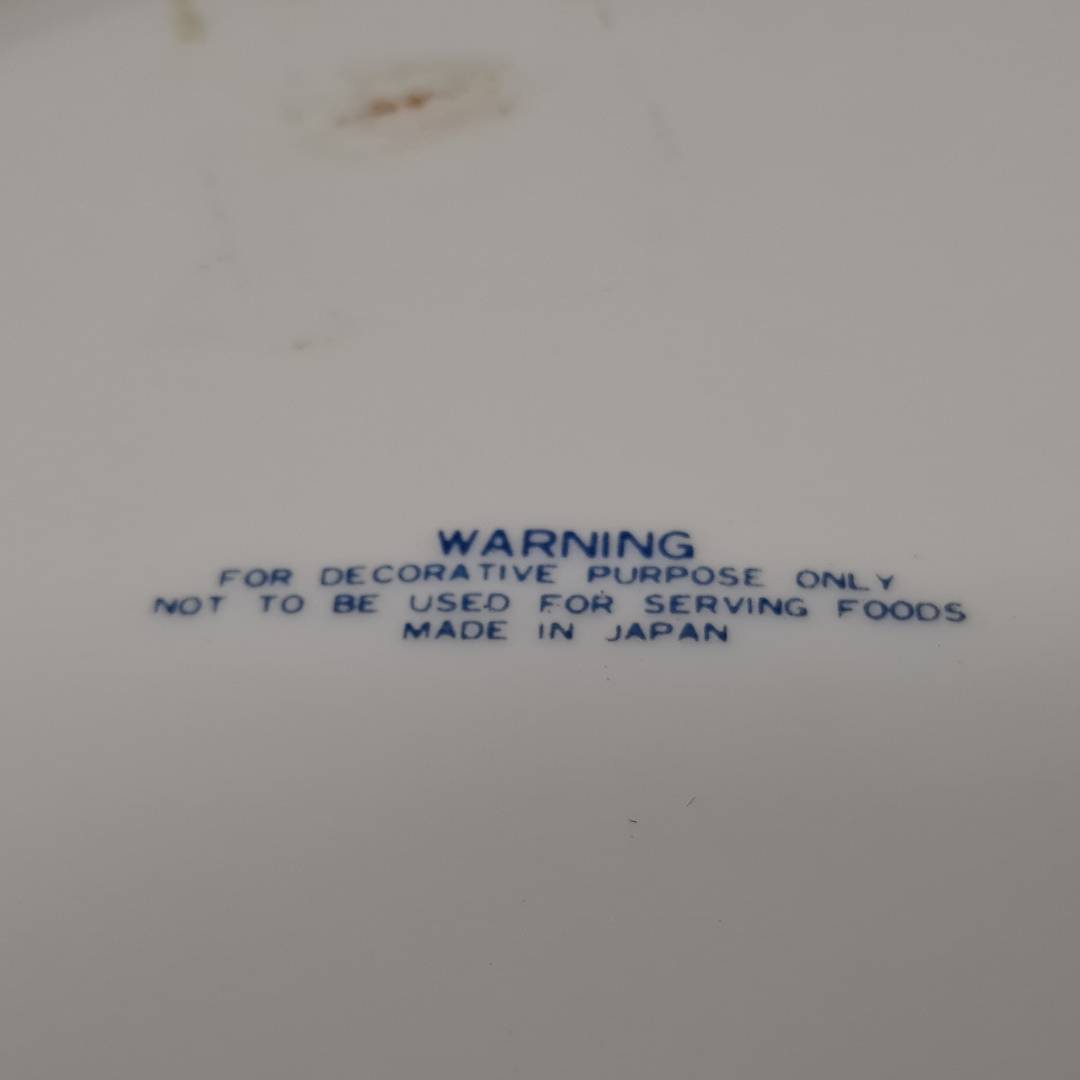 WARNING
FOR DECORATIVE PURPOSE ONLY
NOT TO BE USED FOR SERVING FOODS
MADE IN JAPAN